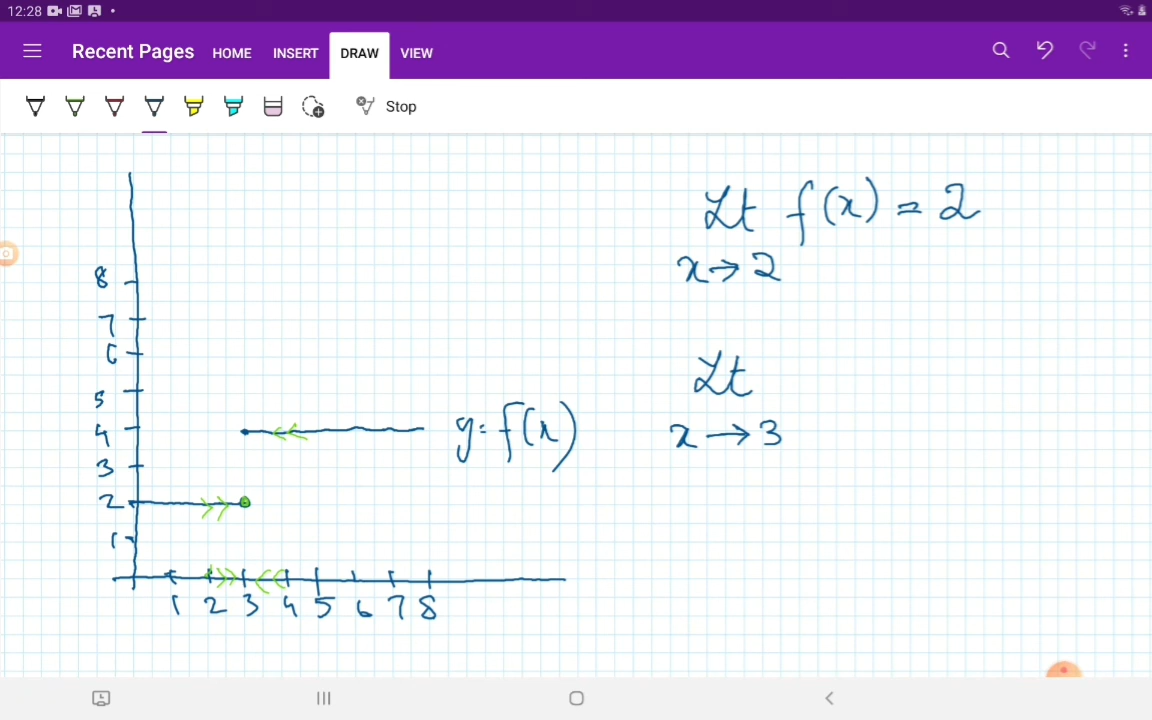 12:28
Recent Pages HOME INSERT DRAW VIEW
Stop
Lt f(x) = 2
x → 2
8
7
6
5
4
3
2
1
y = f(x)
Lt
x → 3
1 2 3 4 5 6 7 8